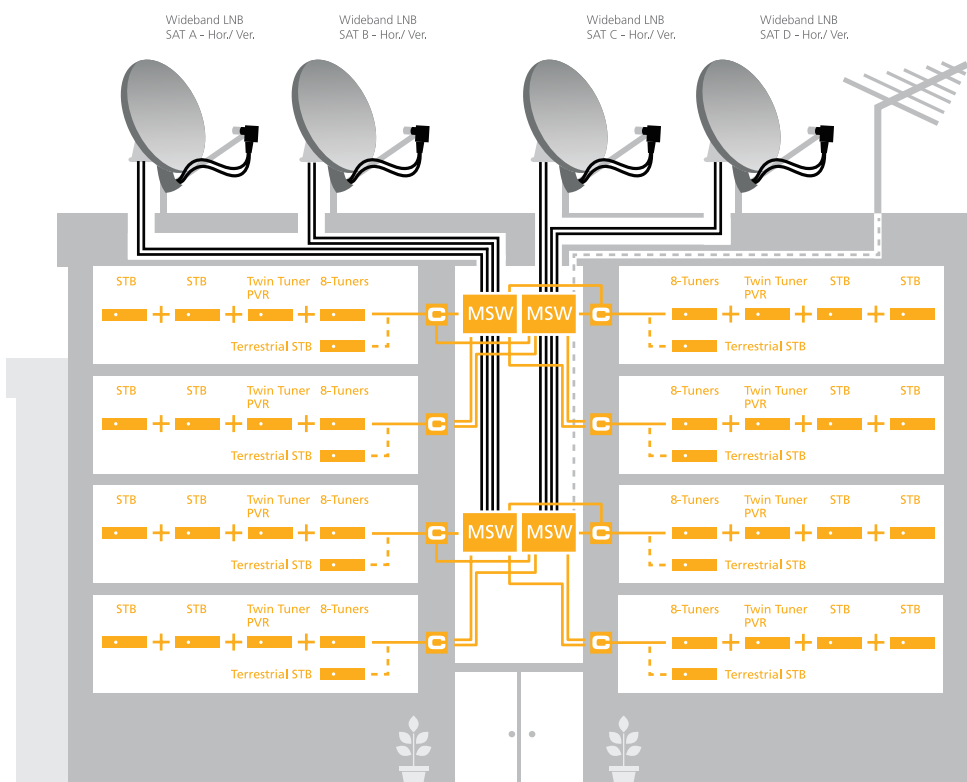 Wideband LNB
SAT A – Hor./ Ver.
Wideband LNB
SAT B – Hor./ Ver.
Wideband LNB
SAT C – Hor./ Ver.
Wideband LNB
SAT D – Hor./ Ver.
STB
STB
Twin Tuner
PVR
8-Tuners
Terrestrial STB
C
MSW
MSW
C
8-Tuners
Twin Tuner
PVR
STB
STB
Terrestrial STB
STB
STB
Twin Tuner
PVR
8-Tuners
Terrestrial STB
C
C
8-Tuners
Twin Tuner
PVR
STB
STB
Terrestrial STB
STB
STB
Twin Tuner
PVR
8-Tuners
Terrestrial STB
C
MSW
MSW
C
8-Tuners
Twin Tuner
PVR
STB
STB
Terrestrial STB
STB
STB
Twin Tuner
PVR
8-Tuners
Terrestrial STB
C
C
8-Tuners
Twin Tuner
PVR
STB
STB
Terrestrial STB